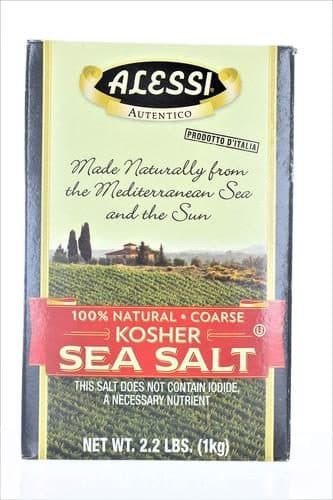 ALESSI
AUTENTICO
PRODOTTO D'ITALIA
Made Naturally from
the Mediterranean Sea
and the Sun
100% NATURAL • COARSE
KOSHER
U
SEA SALT
THIS SALT DOES NOT CONTAIN IODIDE,
A NECESSARY NUTRIENT
NET WT. 2.2 LBS. (1kg)